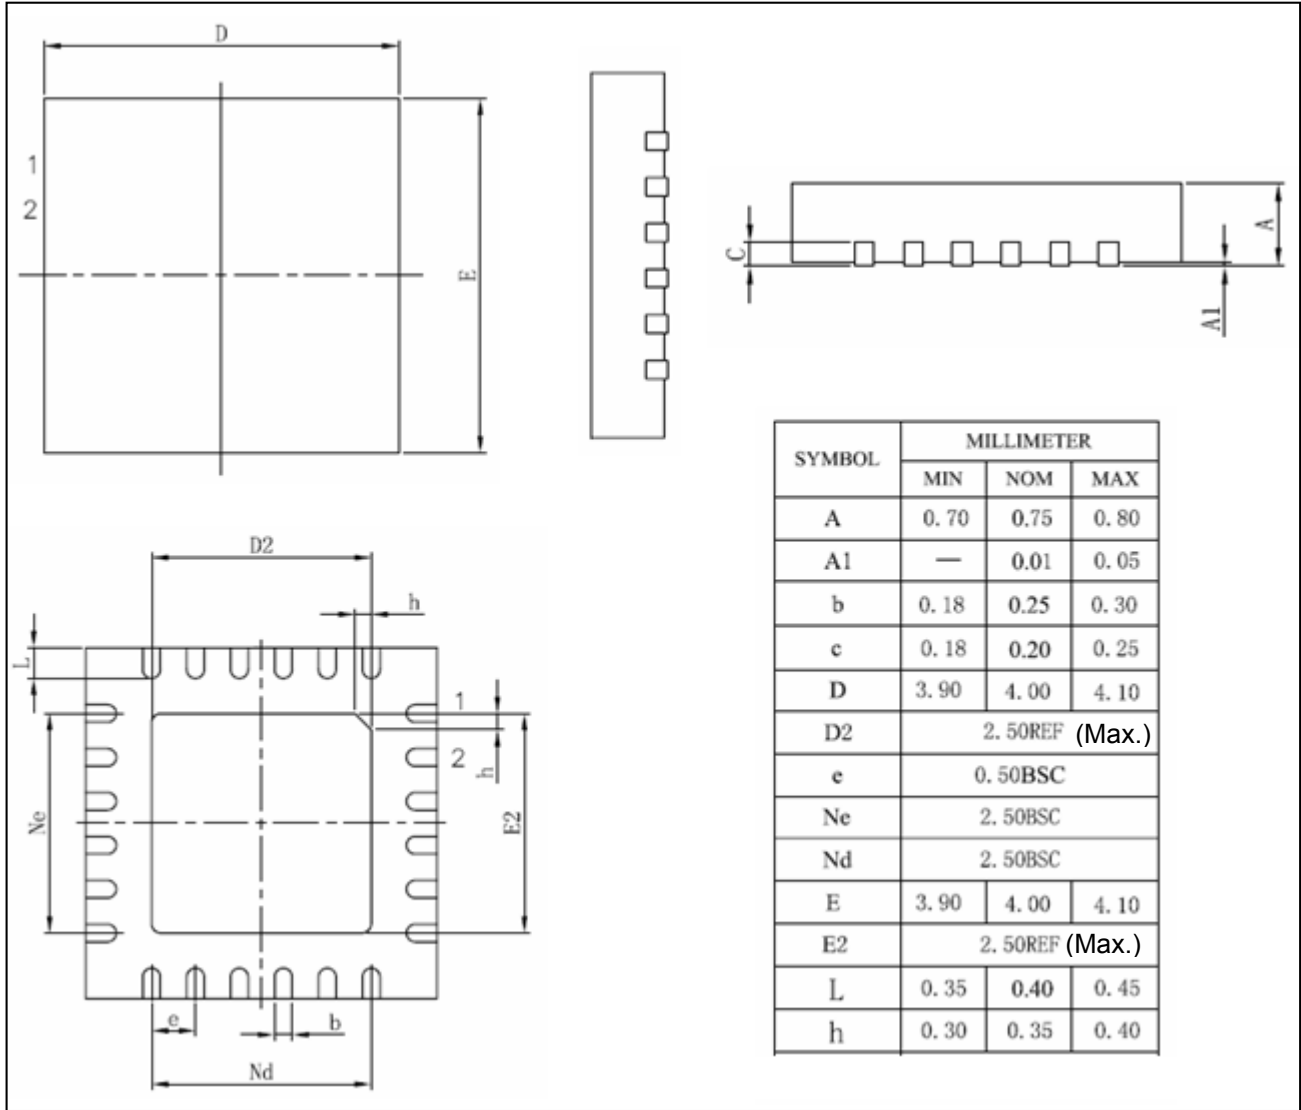 D
1
2
E
C
A
A1
D2
h
L
1
2
h
Ne
E2
e
b
Nd
SYMBOL MILLIMETER
MIN NOM MAX
A 0.70 0.75 0.80
A1 — 0.01 0.05
b 0.18 0.25 0.30
c 0.18 0.20 0.25
D 3.90 4.00 4.10
D2 2.50REF (Max.)
e 0.50BSC
Ne 2.50BSC
Nd 2.50BSC
E 3.90 4.00 4.10
E2 2.50REF (Max.)
L 0.35 0.40 0.45
h 0.30 0.35 0.40